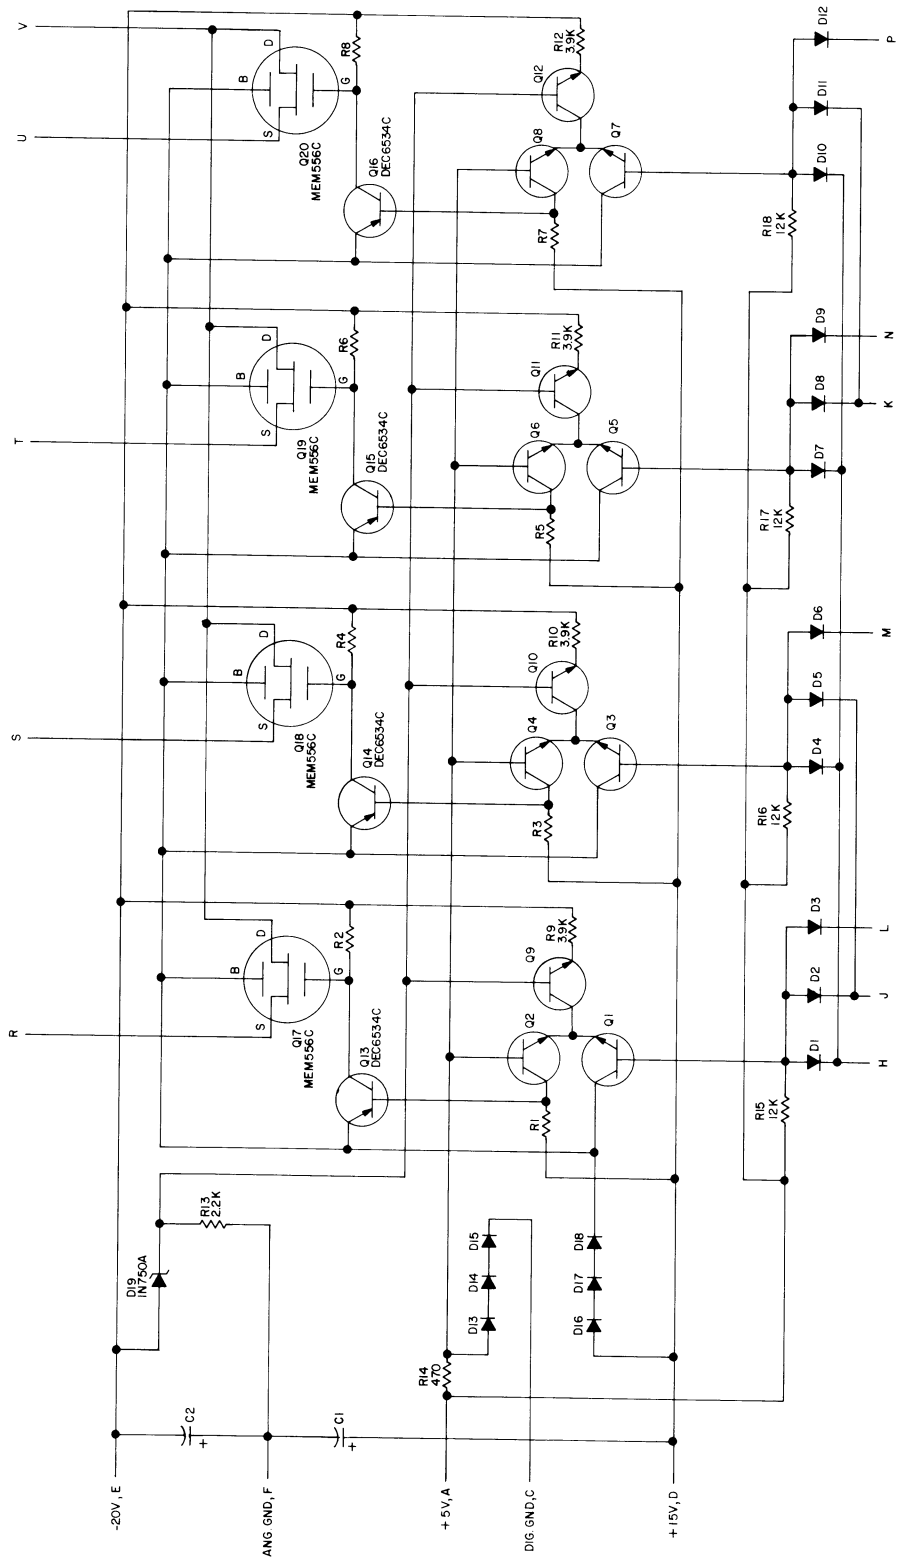 -20V, E
ANG. GND, F
+5V, A
DIG. GND, C
+15V, D
C2
+
C1
+
D19
IN750A
R13
2.2K
R14
470
D13
D14
D15
D16
D17
D18
R
S
T
U
V
S
B
D
G
Q17
MEM556C
Q13
DEC6534C
R2
S
B
D
G
Q18
MEM556C
Q14
DEC6534C
R4
S
B
D
G
Q19
MEM556C
Q15
DEC6534C
R6
S
B
D
G
Q20
MEM556C
Q16
DEC6534C
R8
R1
Q2
Q1
Q9
R9
3.9K
R3
Q4
Q3
Q10
R10
3.9K
R5
Q6
Q5
Q11
R11
3.9K
R7
Q8
Q7
Q12
R12
3.9K
R15
12K
D1
D2
D3
R16
12K
D4
D5
D6
R17
12K
D7
D8
D9
R18
12K
D10
D11
D12
H
J
L
M
K
N
P